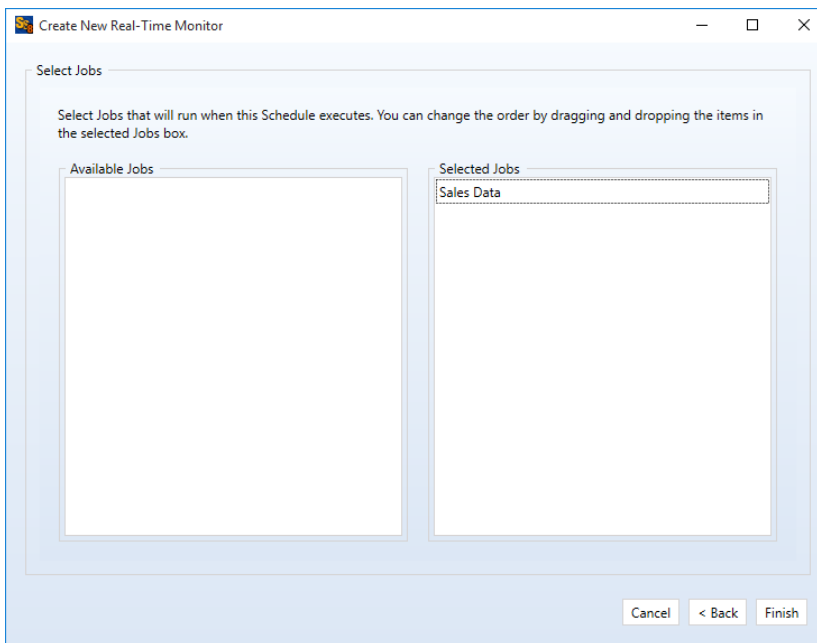 Create New Real-Time Monitor
Select Jobs
Select Jobs that will run when this Schedule executes. You can change the order by dragging and dropping the items in
the selected Jobs box.
Available Jobs
Selected Jobs
Sales Data
Cancel
< Back
Finish